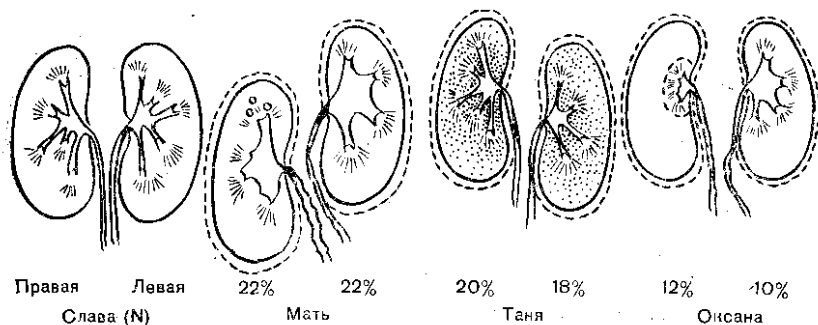 Правая Левая 22% 22% 20% 18% 12% 10%
Слава (N) Мать Таня Оксана